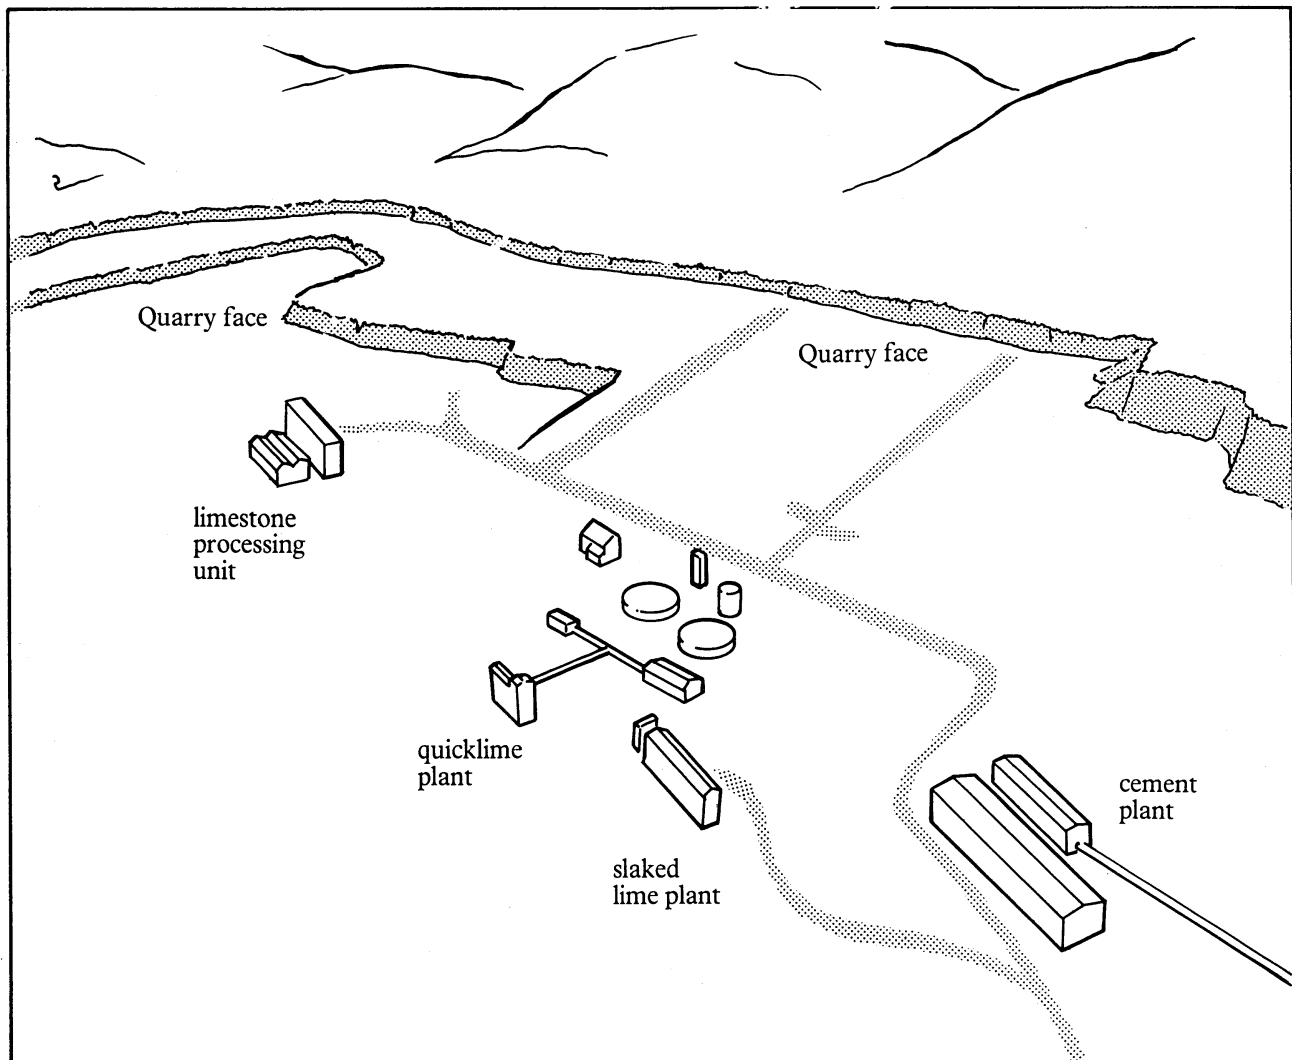 Quarry face
Quarry face
limestone
processing
unit
quicklime
plant
cement
plant
slaked
lime plant